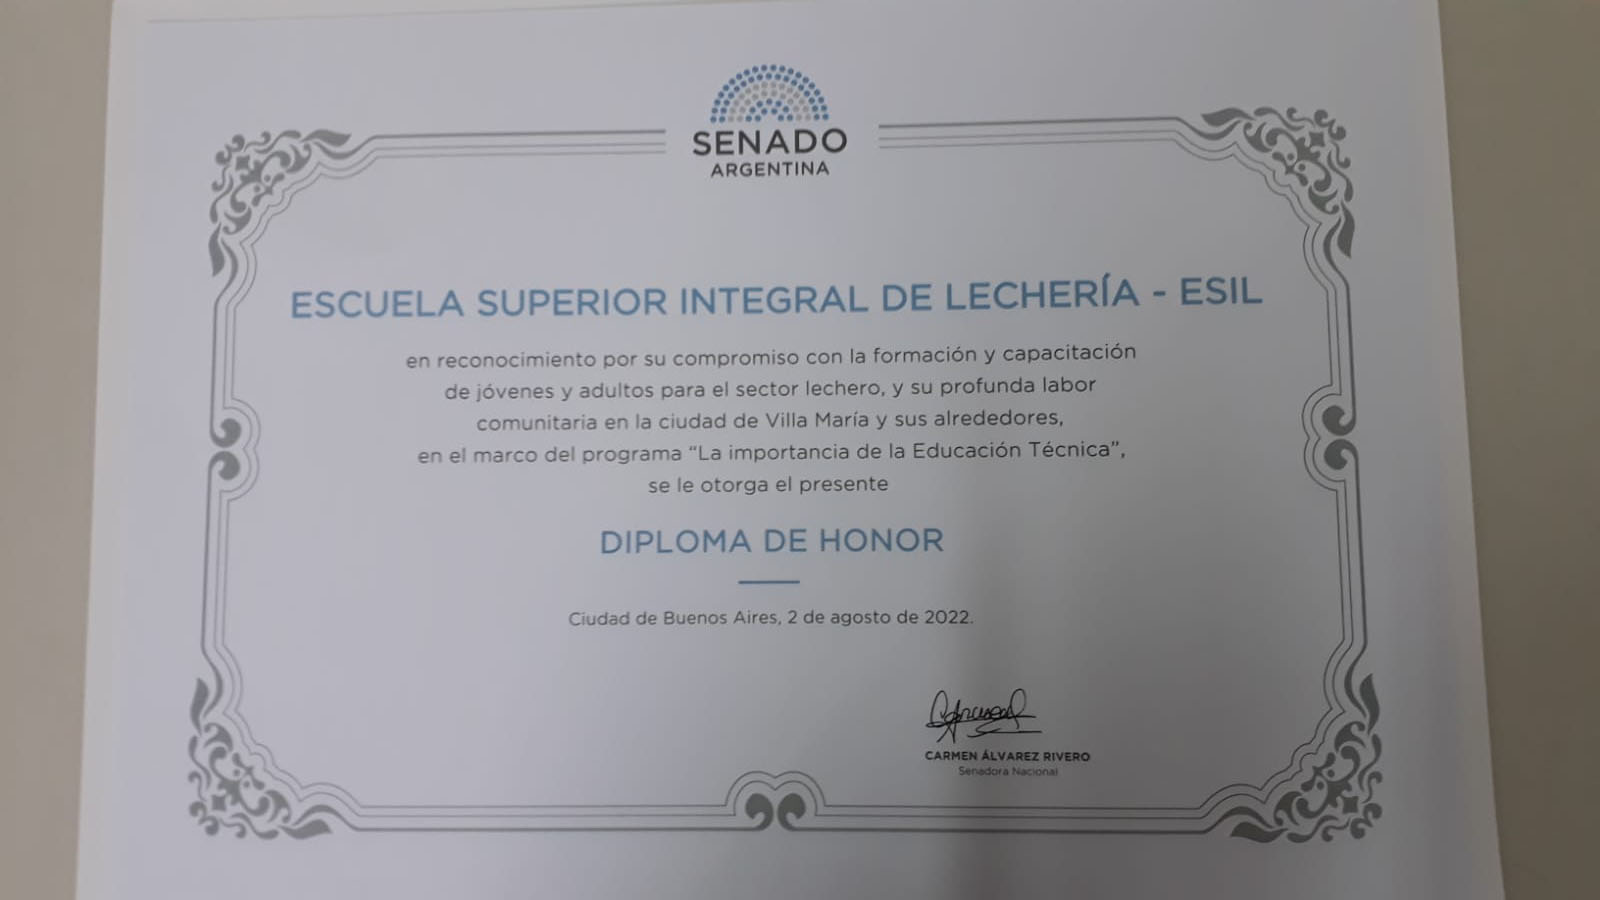 SENADO
ARGENTINA
ESCUELA SUPERIOR INTEGRAL DE LECHERÍA - ESIL
en reconocimiento por su compromiso con la formación y capacitación
de jóvenes y adultos para el sector lechero, y su profunda labor
comunitaria en la ciudad de Villa María y sus alrededores,
en el marco del programa “La importancia de la Educación Técnica”,
se le otorga el presente
DIPLOMA DE HONOR
Ciudad de Buenos Aires, 2 de agosto de 2022.
CARMEN ÁLVAREZ RIVERO
Senadora Nacional